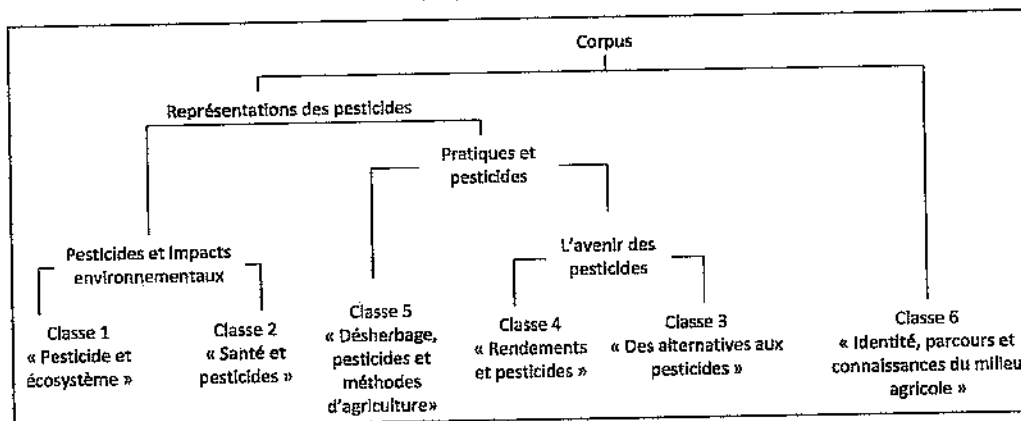 Corpus
Représentations des pesticides
Pratiques et
pesticides
Pesticides et impacts
environnementaux
L'avenir des
pesticides
Classe 1
« Pesticide et
écosystème »
Classe 2
« Santé et
pesticides »
Classe 5
« Désherbage,
pesticides et
méthodes
d'agriculture»
Classe 4
« Rendements
et pesticides »
Classe 3
« Des alternatives aux
pesticides »
Classe 6
« Identité, parcours et
connaissances du milieu
agricole »